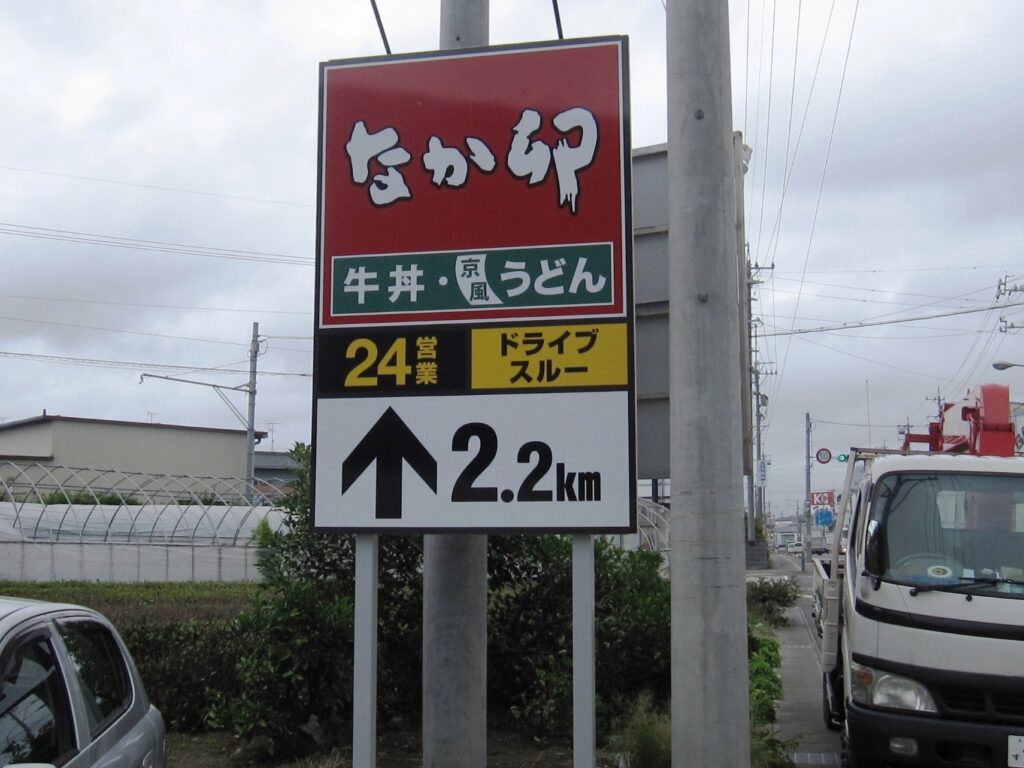 なか卯
牛丼・京風うどん
24営業
ドライブ
スルー
2.2km